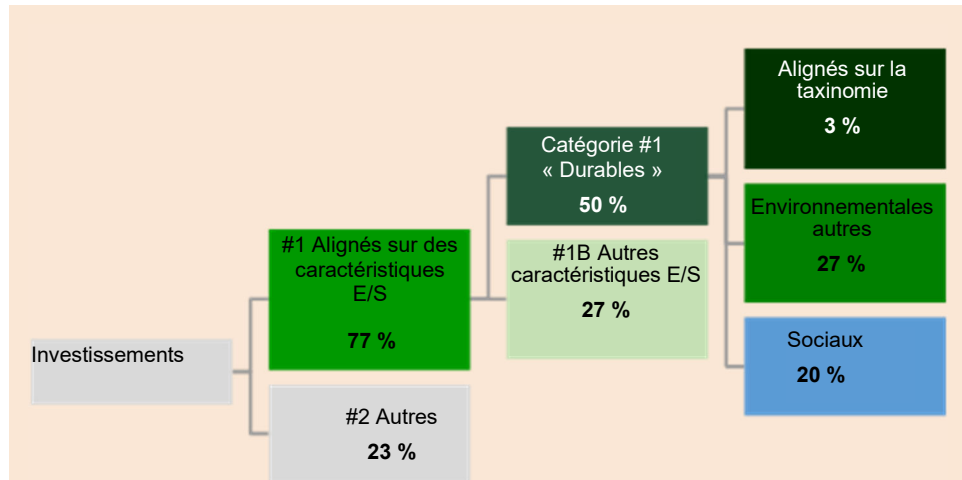 Investissements
#1 Alignés sur des
caractéristiques
E/S
77 %
#2 Autres
23 %
Catégorie #1
« Durables »
50 %
#1B Autres
caractéristiques E/S
27 %
Alignés sur la
taxinomie
3 %
Environnementales
autres
27 %
Sociaux
20 %